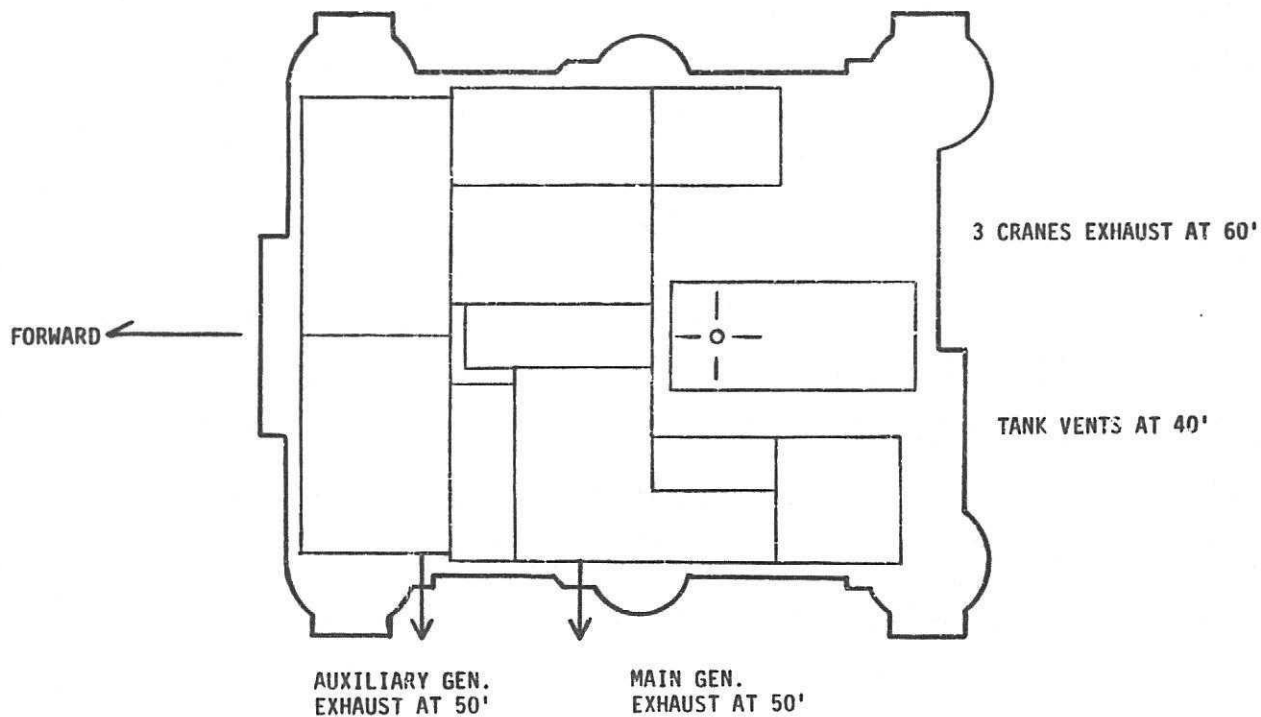 3 CRANES EXHAUST AT 60'
FORWARD
TANK VENTS AT 40'
AUXILIARY GEN.
EXHAUST AT 50'
MAIN GEN.
EXHAUST AT 50'